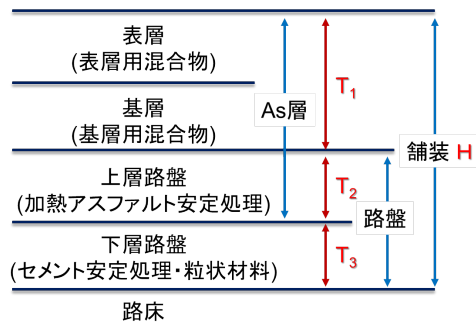 表層
(表層用混合物)
T1
As層
基層
(基層用混合物)
舗装 H
上層路盤
(加熱アスファルト安定処理)
T2
路盤
下層路盤
(セメント安定処理・粒状材料)
T3
路床